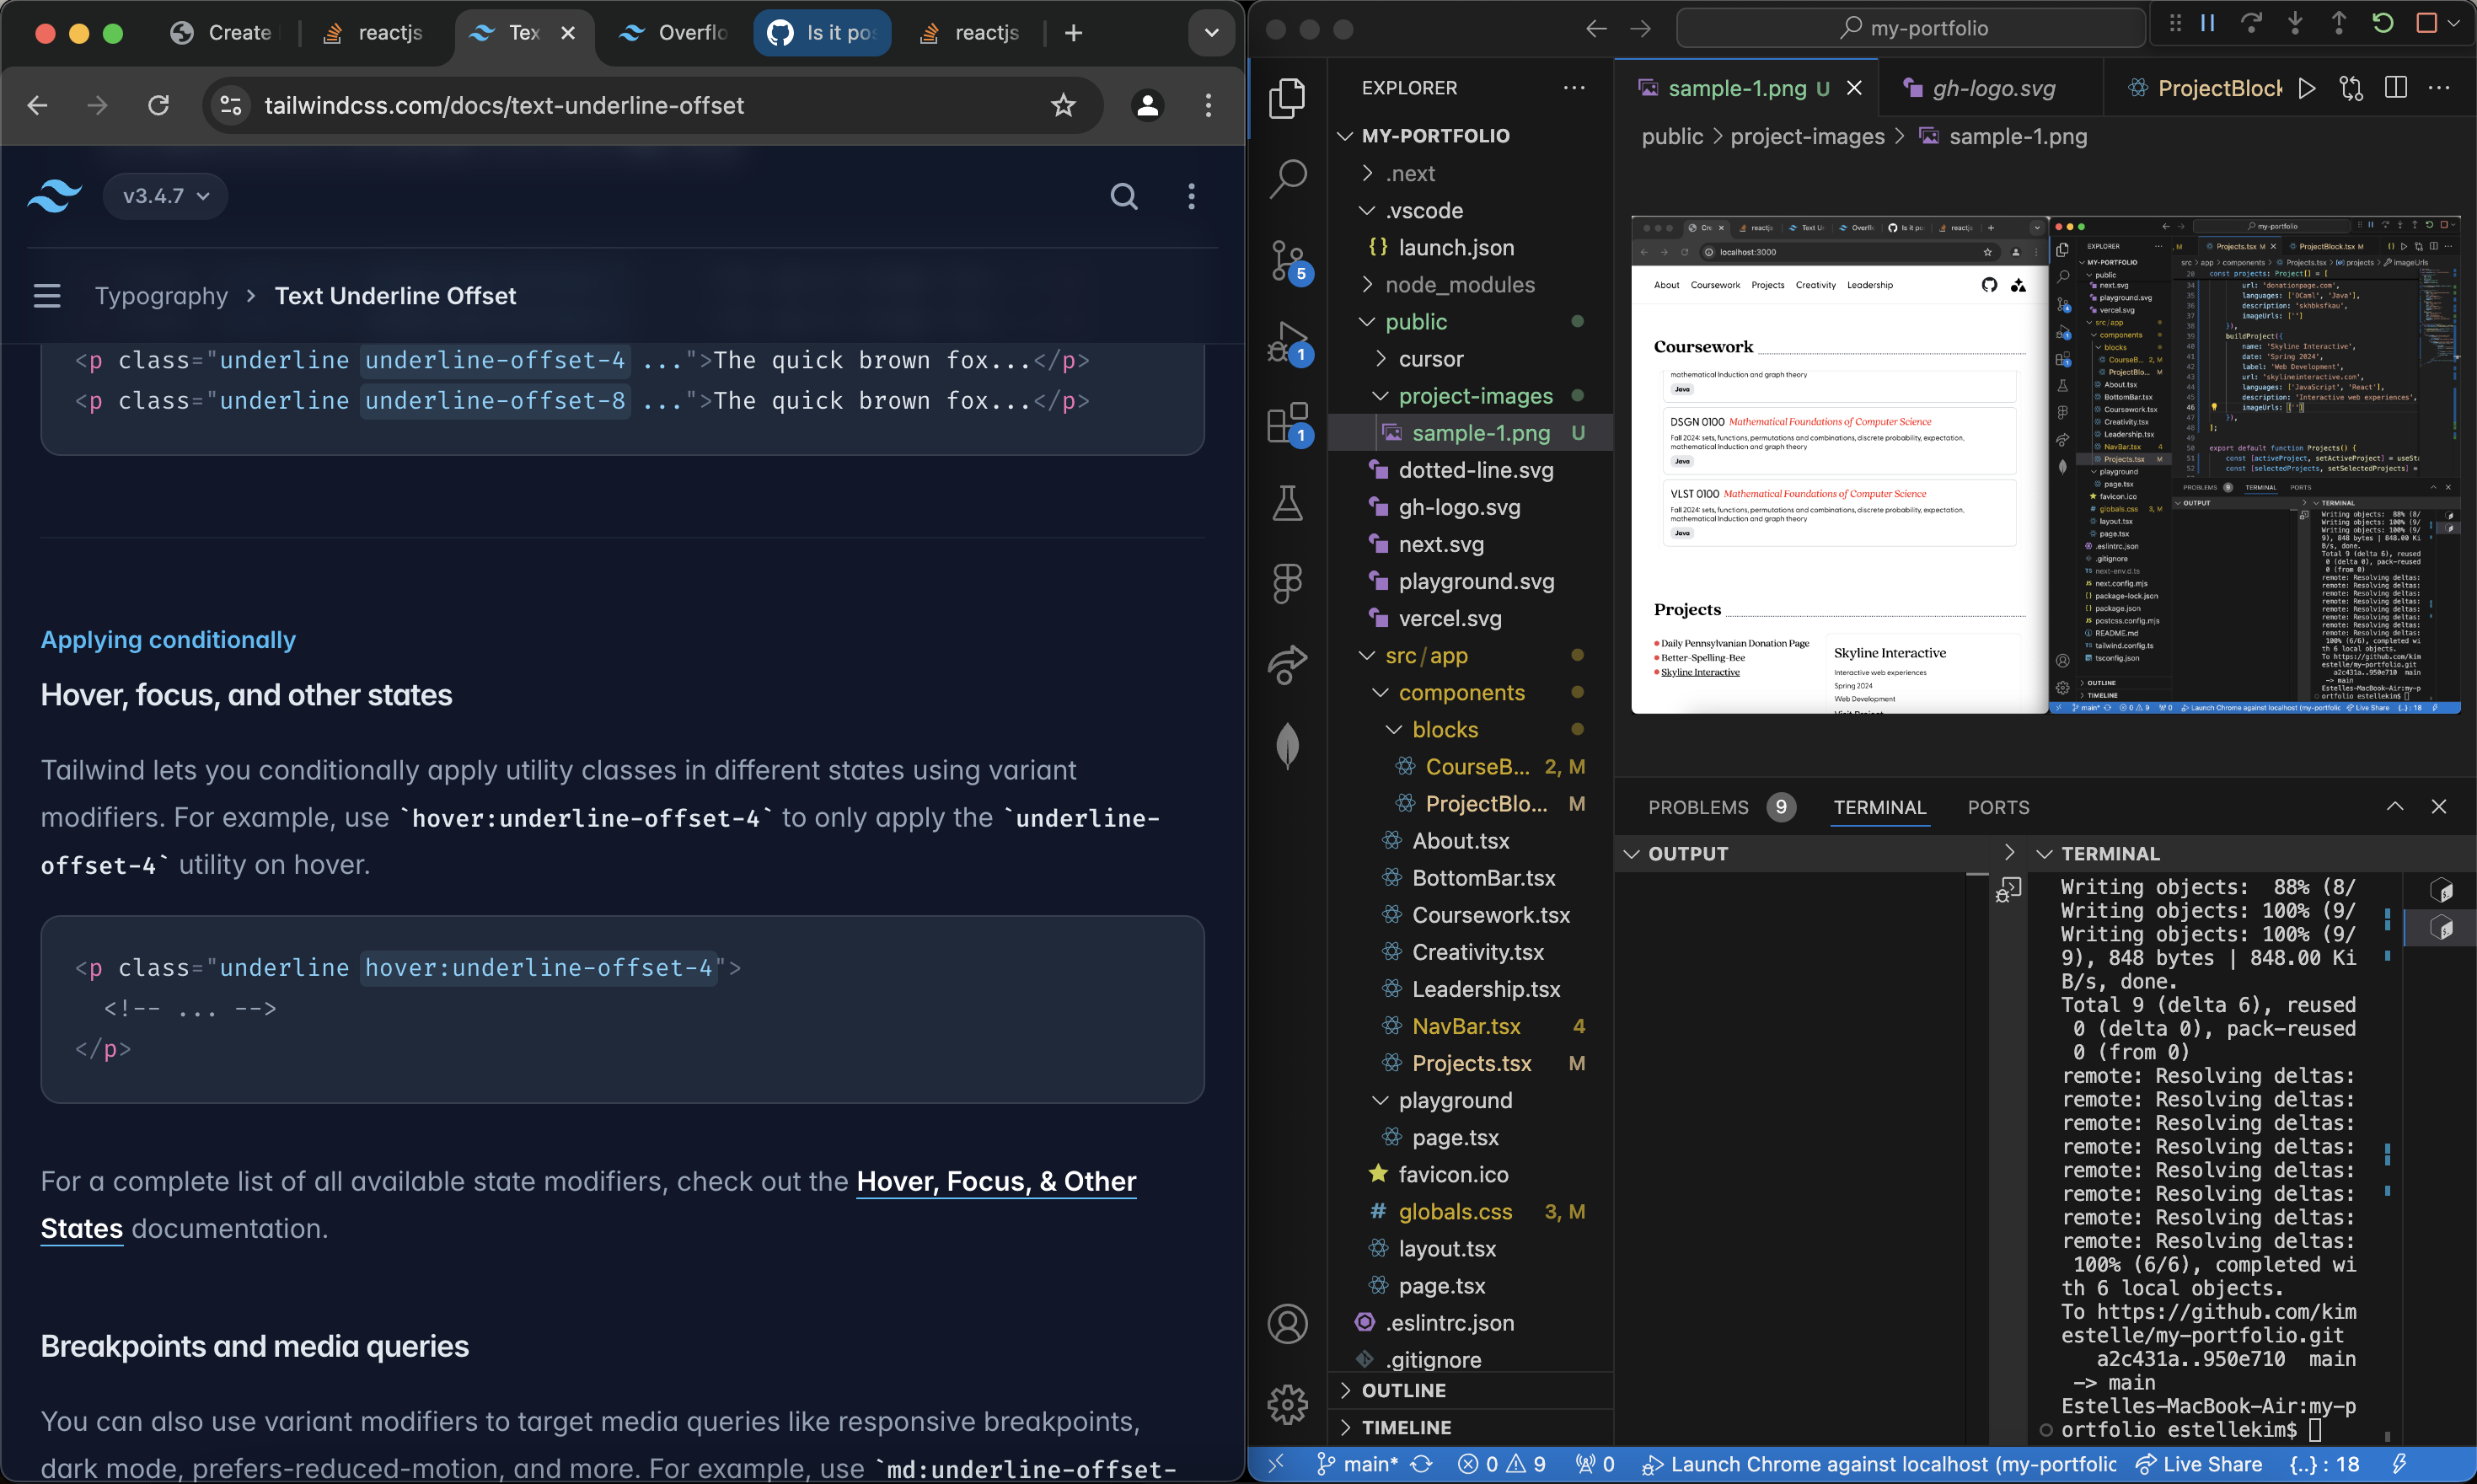 Create
reactjs
Tex
Overflo
Is it pos
reactjs
tailwindcss.com/docs/text-underline-offset
v3.4.7
Typography > Text Underline Offset
<p class="underline underline-offset-4 ...">The quick brown fox...</p>
<p class="underline underline-offset-8 ...">The quick brown fox...</p>
Applying conditionally
Hover, focus, and other states
Tailwind lets you conditionally apply utility classes in different states using variant
modifiers. For example, use `hover:underline-offset-4` to only apply the `underline-
offset-4` utility on hover.
<p class="underline hover:underline-offset-4">
<!-- ... -->
</p>
For a complete list of all available state modifiers, check out the Hover, Focus, & Other
States documentation.
Breakpoints and media queries
You can also use variant modifiers to target media queries like responsive breakpoints,
dark mode, prefers-reduced-motion, and more. For example, use `md:underline-offset-
my-portfolio
5
1
1
EXPLORER
MY-PORTFOLIO
.next
.vscode
{} launch.json
node_modules
public
cursor
project-images
sample-1.png U
dotted-line.svg
gh-logo.svg
next.svg
playground.svg
vercel.svg
src/app
components
blocks
CourseB... 2, M
ProjectBlo... M
About.tsx
BottomBar.tsx
Coursework.tsx
Creativity.tsx
Leadership.tsx
NavBar.tsx 4
Projects.tsx M
playground
page.tsx
favicon.ico
# globals.css 3, M
layout.tsx
page.tsx
.eslintrc.json
.gitignore
OUTLINE
TIMELINE
sample-1.png U
gh-logo.svg
ProjectBlock
public > project-images > sample-1.png
localhost:3000
About Coursework Projects Creativity Leadership
Coursework
mathematical induction and graph theory
Java
DSGN 0100 Mathematical Foundations of Computer Science
Fall 2024: sets, functions, permutations and combinations, discrete probability, expectation,
mathematical induction and graph theory
Java
VLST 0100 Mathematical Foundations of Computer Science
Fall 2024: sets, functions, permutations and combinations, discrete probability, expectation,
mathematical induction and graph theory
Java
Projects
Daily Pennsylvanian Donation Page
Better-Spelling-Bee
Skyline Interactive
Skyline Interactive
Interactive web experiences
Spring 2024
Web Development
my-portfolio
EXPLORER
MY-PORTFOLIO
PROBLEMS 9 TERMINAL PORTS
OUTPUT
TERMINAL
Writing objects: 88% (8/
Writing objects: 100% (9/
Writing objects: 100% (9/
9), 848 bytes | 848.00 Ki
B/s, done.
Total 9 (delta 6), reused
0 (delta 0), pack-reused
0 (from 0)
remote: Resolving deltas:
remote: Resolving deltas:
remote: Resolving deltas:
remote: Resolving deltas:
remote: Resolving deltas:
remote: Resolving deltas:
remote: Resolving deltas:
remote: Resolving deltas:
100% (6/6), completed wi
th 6 local objects.
To https://github.com/kim
estelle/my-portfolio.git
a2c431a..950e710 main
-> main
Estelles-MacBook-Air:my-p
ortfolio estellekim$
main* 0 9 0 Launch Chrome against localhost (my-portfolio Live Share {..} : 18